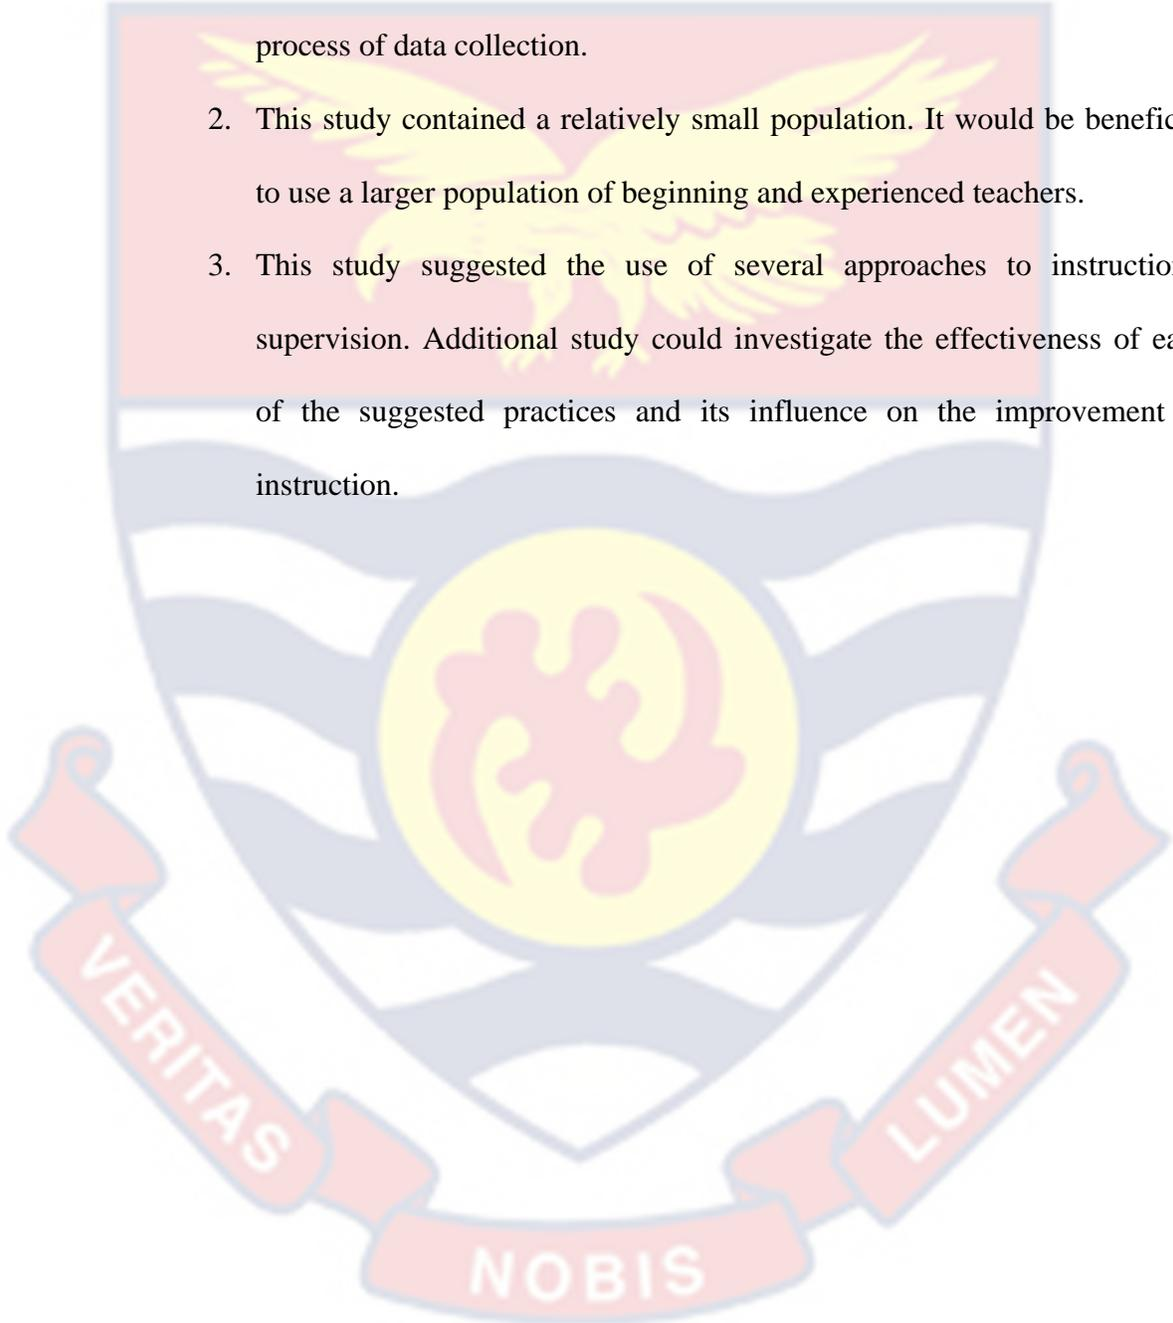 process of data collection.
2. This study contained a relatively small population. It would be benefic
to use a larger population of beginning and experienced teachers.
3. This study suggested the use of several approaches to instruction
supervision. Additional study could investigate the effectiveness of ea
of the suggested practices and its influence on the improvement
instruction.
VERITAS
NOBIS
LUMEN